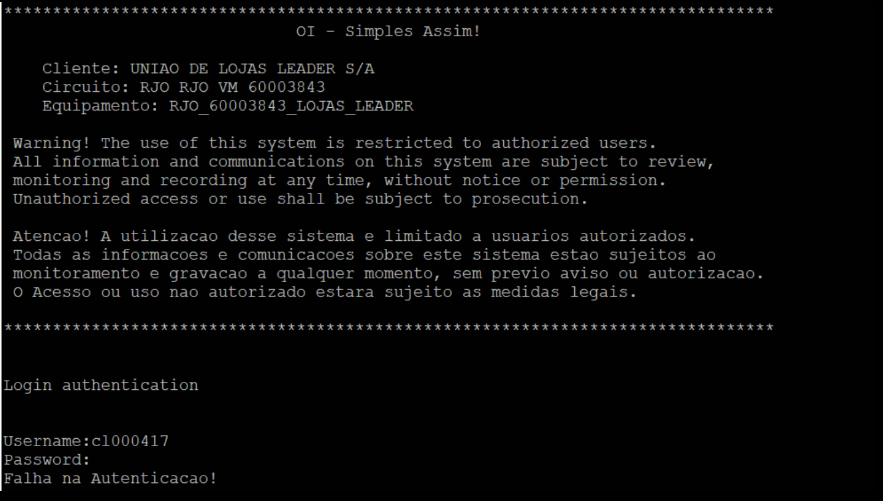 ********************************************************************************
OI - Simples Assim!
Cliente: UNIAO DE LOJAS LEADER S/A
Circuito: RJO RJO VM 60003843
Equipamento: RJO_60003843_LOJAS_LEADER
Warning! The use of this system is restricted to authorized users.
All information and communications on this system are subject to review,
monitoring and recording at any time, without notice or permission.
Unauthorized access or use shall be subject to prosecution.
Atencao! A utilizacao desse sistema e limitado a usuarios autorizados.
Todas as informacoes e comunicacoes sobre este sistema estao sujeitos ao
monitoramento e gravacao a qualquer momento, sem previo aviso ou autorizacao.
O Acesso ou uso nao autorizado estara sujeito as medidas legais.
********************************************************************************
Login authentication
Username:cl000417
Password:
Falha na Autenticacao!